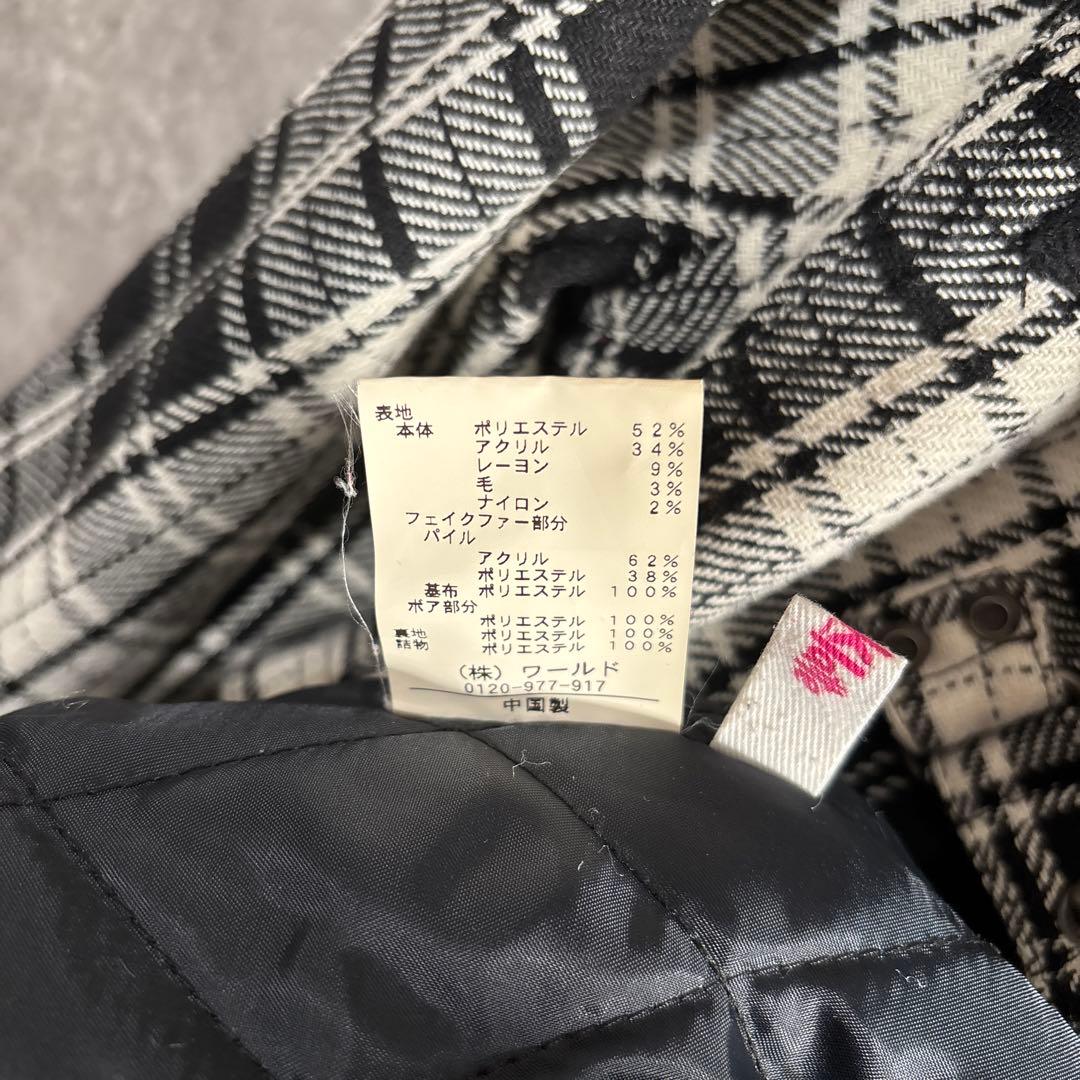 表地
本体 ポリエステル 52%
アクリル 34%
レーヨン 9%
毛 3%
ナイロン 2%
フェイクファー部分
パイル
アクリル 62%
ポリエステル 38%
基布 ポリエステル 100%
ボア部分
ポリエステル 100%
裏地 ポリエステル 100%
詰物 ポリエステル 100%
(株) ワールド
0120-977-917
中国製